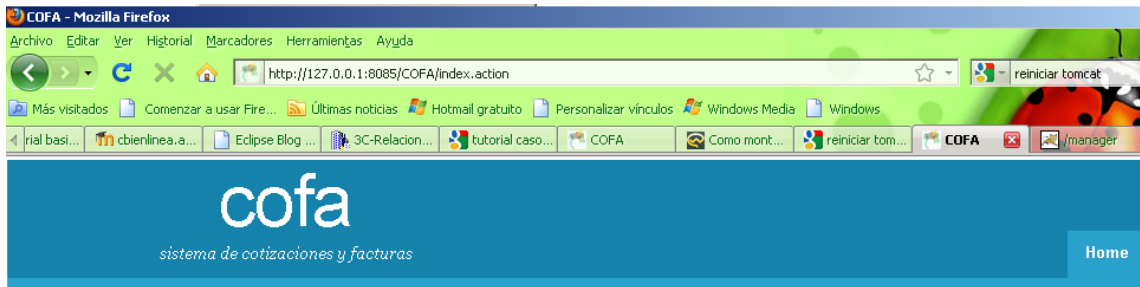 COFA - Mozilla Firefox
Archivo Editar Ver Historial Marcadores Herramientas Ayuda
http://127.0.0.1:8085/COFA/index.action reiniciar tomcat
Más visitados Comenzar a usar Fire... Últimas noticias Hotmail gratuito Personalizar vínculos Windows Media Windows
rial basi... cbienlinea.a... Eclipse Blog ... 3C-Relacion... tutorial caso... COFA Como mont... reiniciar tom... COFA /manager
cofa
sistema de cotizaciones y facturas
Home